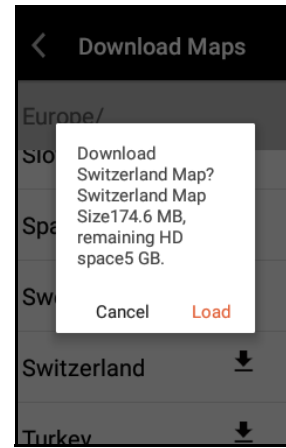 Download Maps
Europe/
Download
Switzerland Map?
Switzerland Map
Size174.6 MB,
remaining HD
space5 GB.
Cancel Load
Switzerland
Turkey